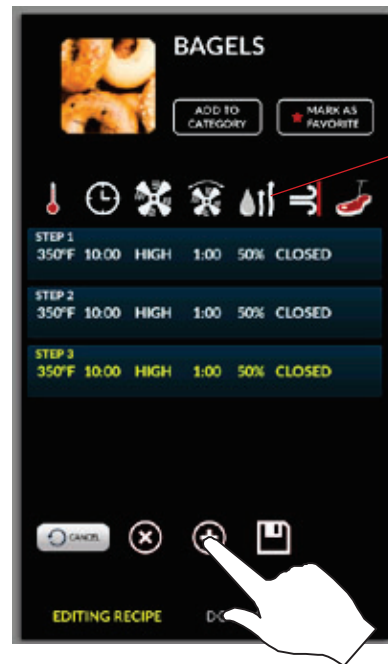 BAGELS
ADD TO
CATEGORY
MARK AS
FAVORITE
STEP 1
350°F 10:00 HIGH 1:00 50% CLOSED
STEP 2
350°F 10:00 HIGH 1:00 50% CLOSED
STEP 3
350°F 10:00 HIGH 1:00 50% CLOSED
CANCEL
EDITING RECIPE